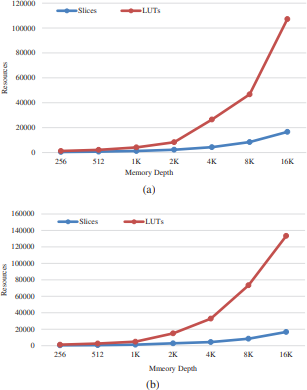 120000
Slices LUTs
100000
80000
60000
40000
20000
0
Resources
256 512 1K 2K 4K 8K 16K
Memory Depth
(a)
160000
Slices LUTs
140000
120000
100000
80000
60000
40000
20000
0
Resources
256 512 1K 2K 4K 8K 16K
Mmeory Depth
(b)